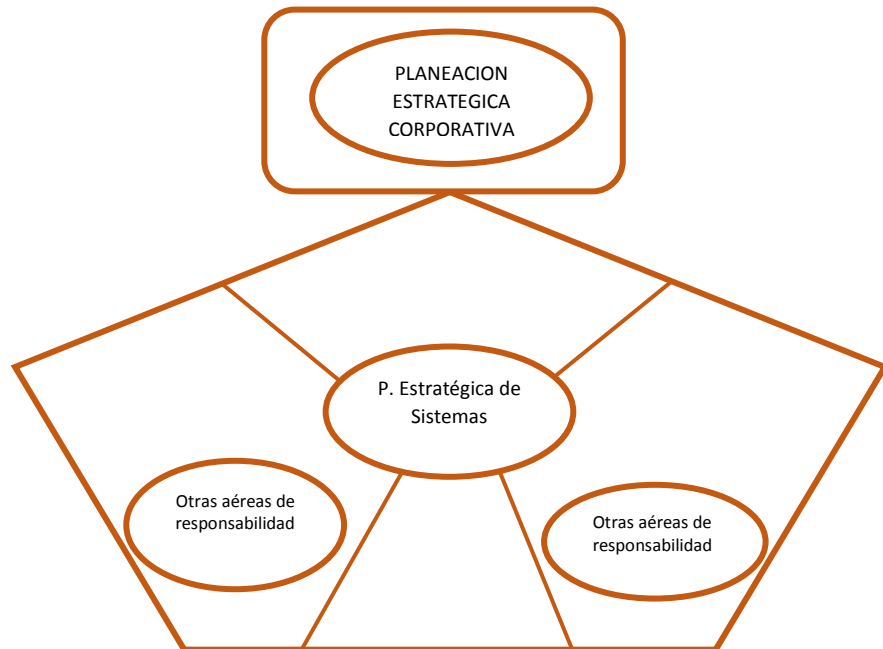 PLANEACION
ESTRATEGICA
CORPORATIVA
P. Estratégica de
Sistemas
Otras aéreas de
responsabilidad
Otras aéreas de
responsabilidad